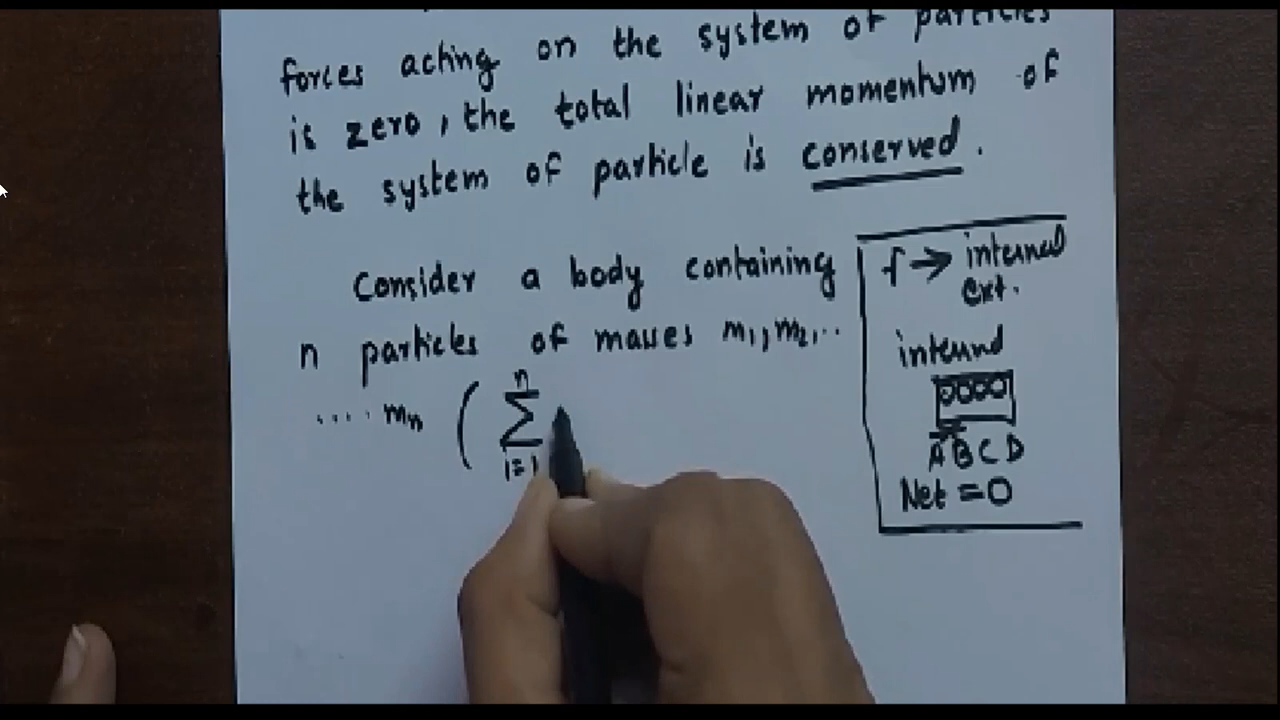 forces acting on the system of particles
is zero, the total linear momentum of
the system of particle is conserved.
Consider a body containing
n particles of masses m1, m2, ..
.... mn ( n
∑
i=1
f → internal
ext.
internal
A B C D
Net = 0